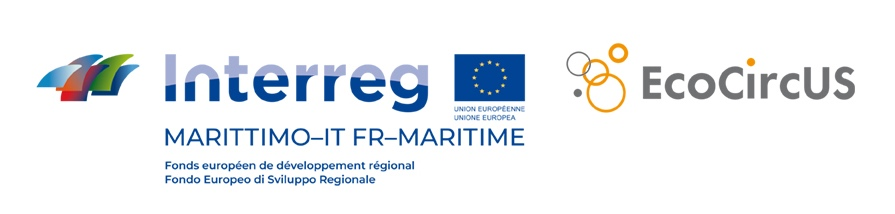 Interreg
UNION EUROPÉENNE
UNIONE EUROPEA
MARITTIMO–IT FR–MARITIME
Fonds européen de développement régional
Fondo Europeo di Sviluppo Regionale
EcoCircUS